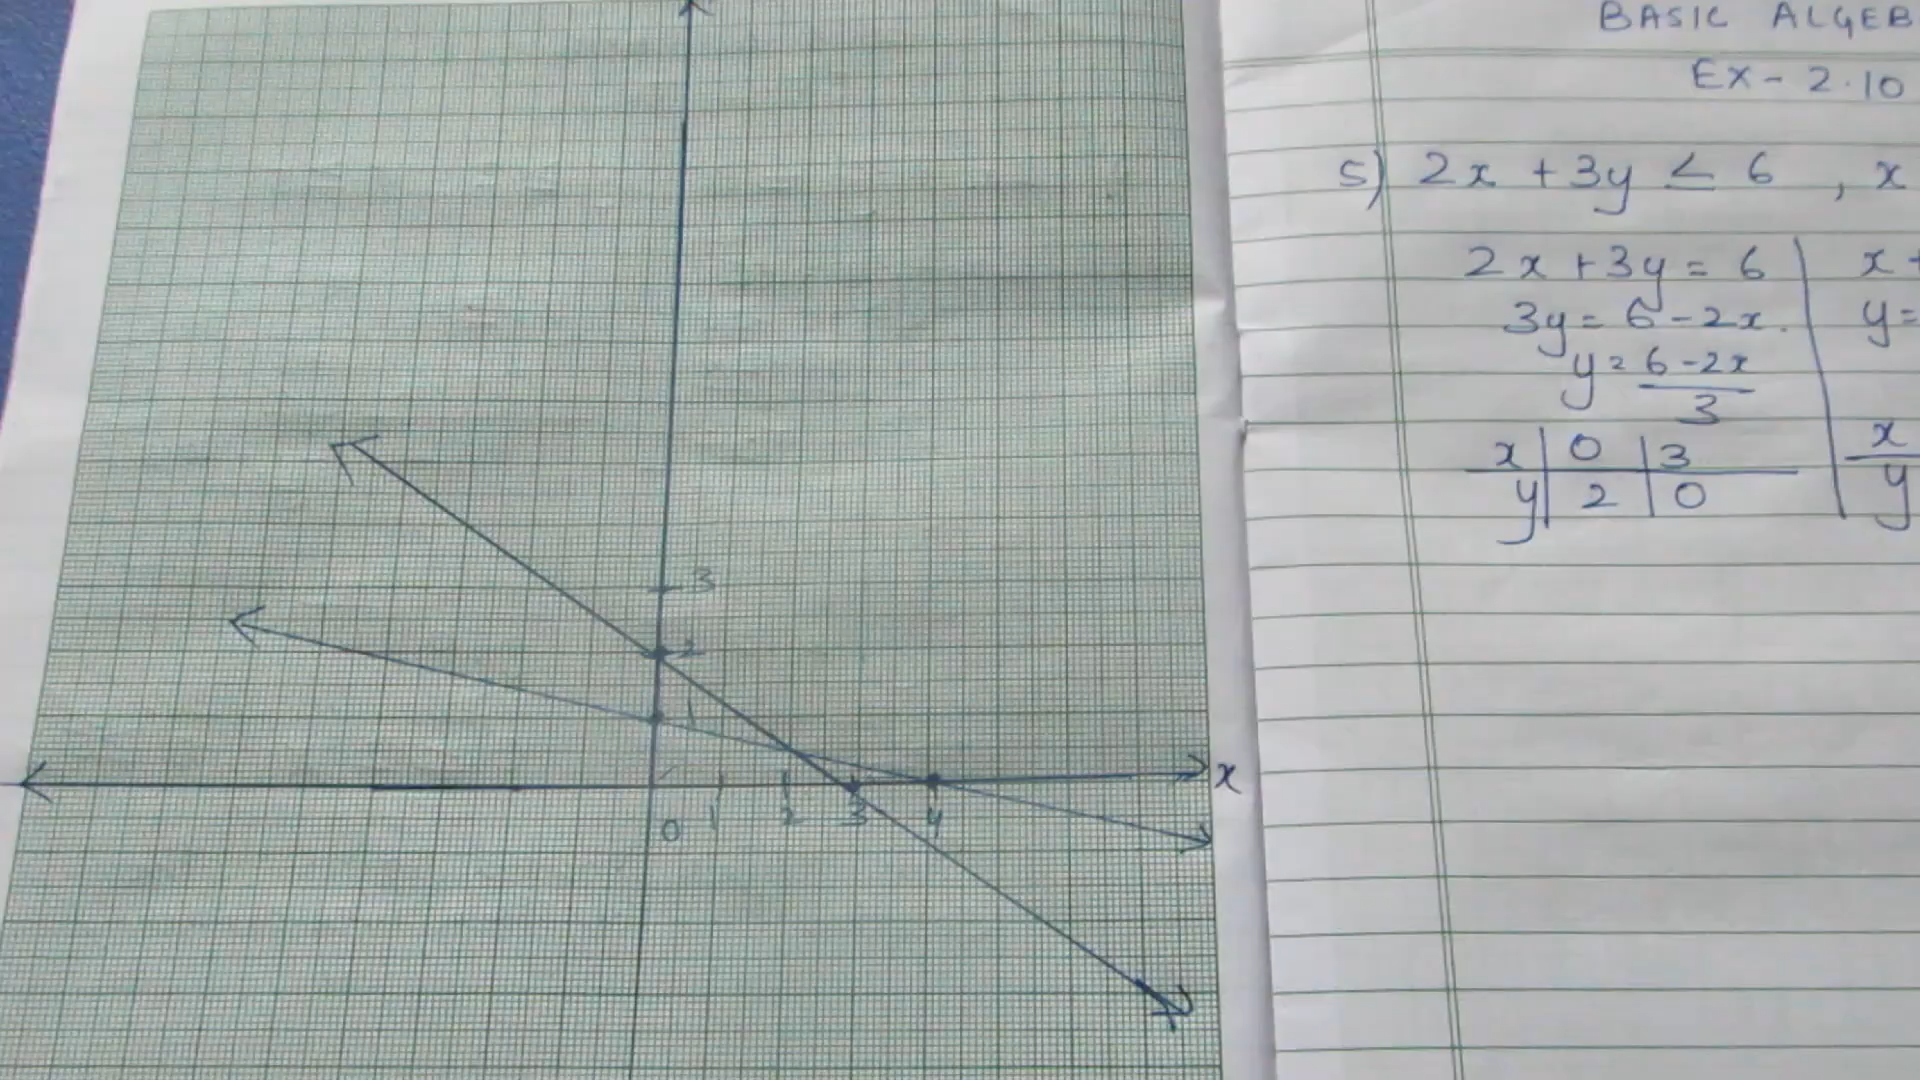 3
2
1
x
0 1 2 3 4
BASIC ALGEB
EX - 2.10
5) 2x + 3y ≤ 6 , x
2x + 3y = 6
3y = 6 - 2x.
y = 6 - 2x
3
x | 0 | 3
y | 2 | 0
x +
y =
x
y